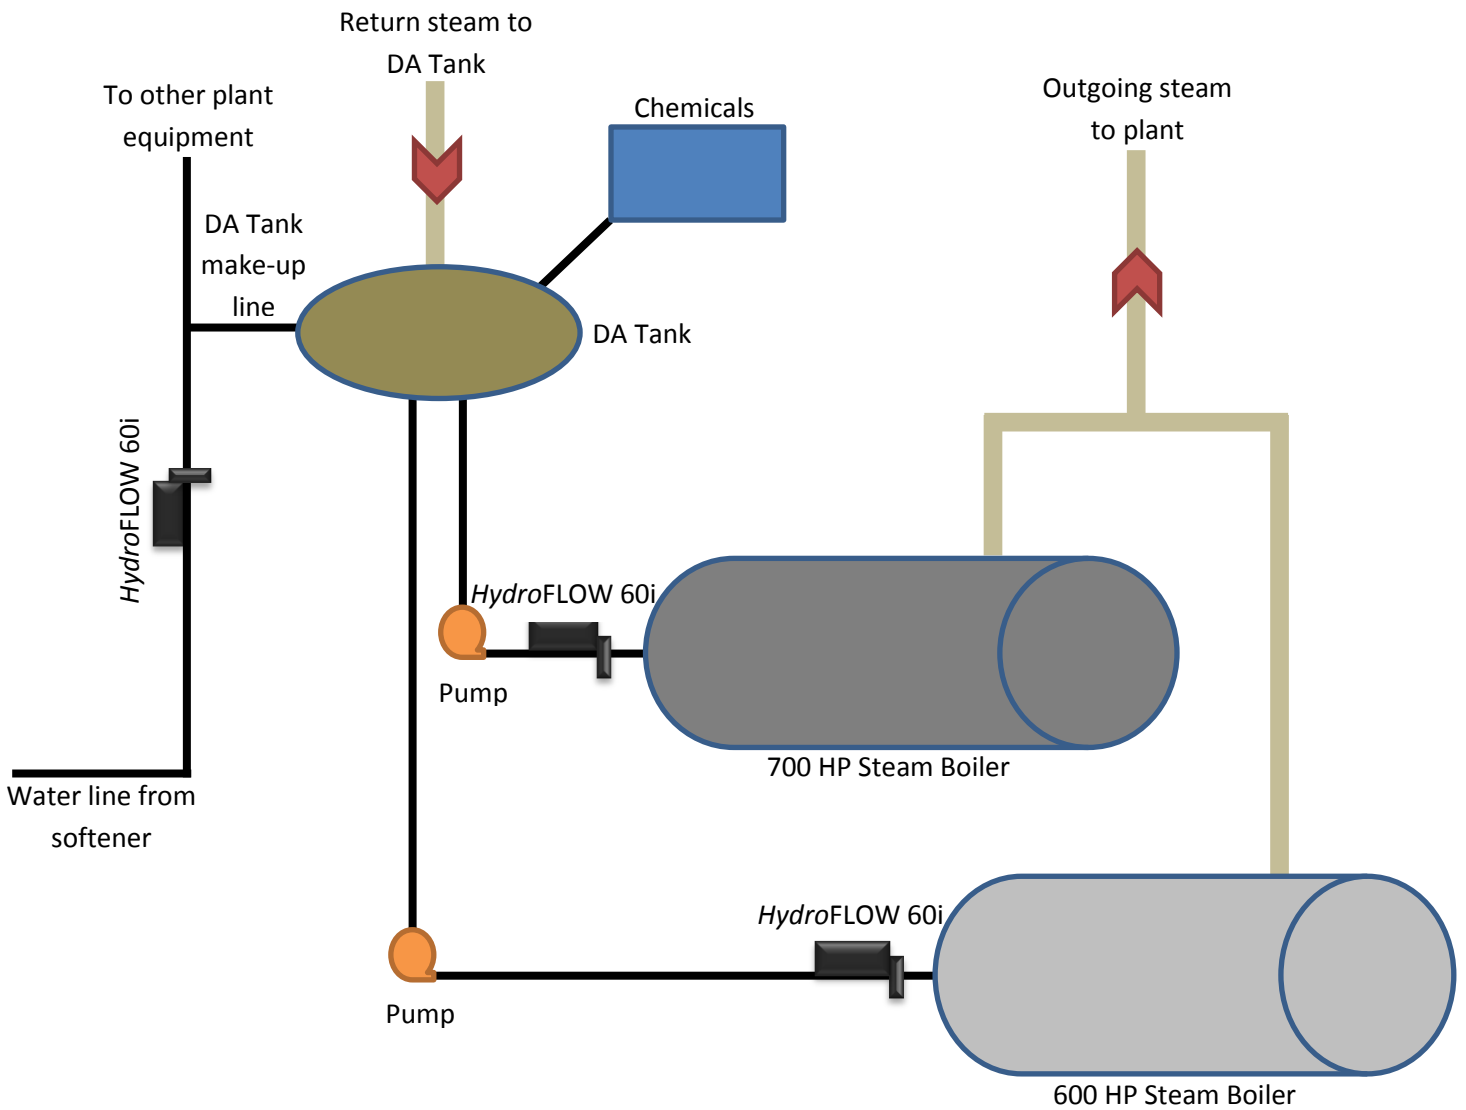 Return steam to
DA Tank
To other plant
equipment
Chemicals
Outgoing steam
to plant
DA Tank
make-up
line
DA Tank
HydroFLOW 60i
HydroFLOW 60i
Pump
700 HP Steam Boiler
Water line from
softener
HydroFLOW 60i
Pump
600 HP Steam Boiler